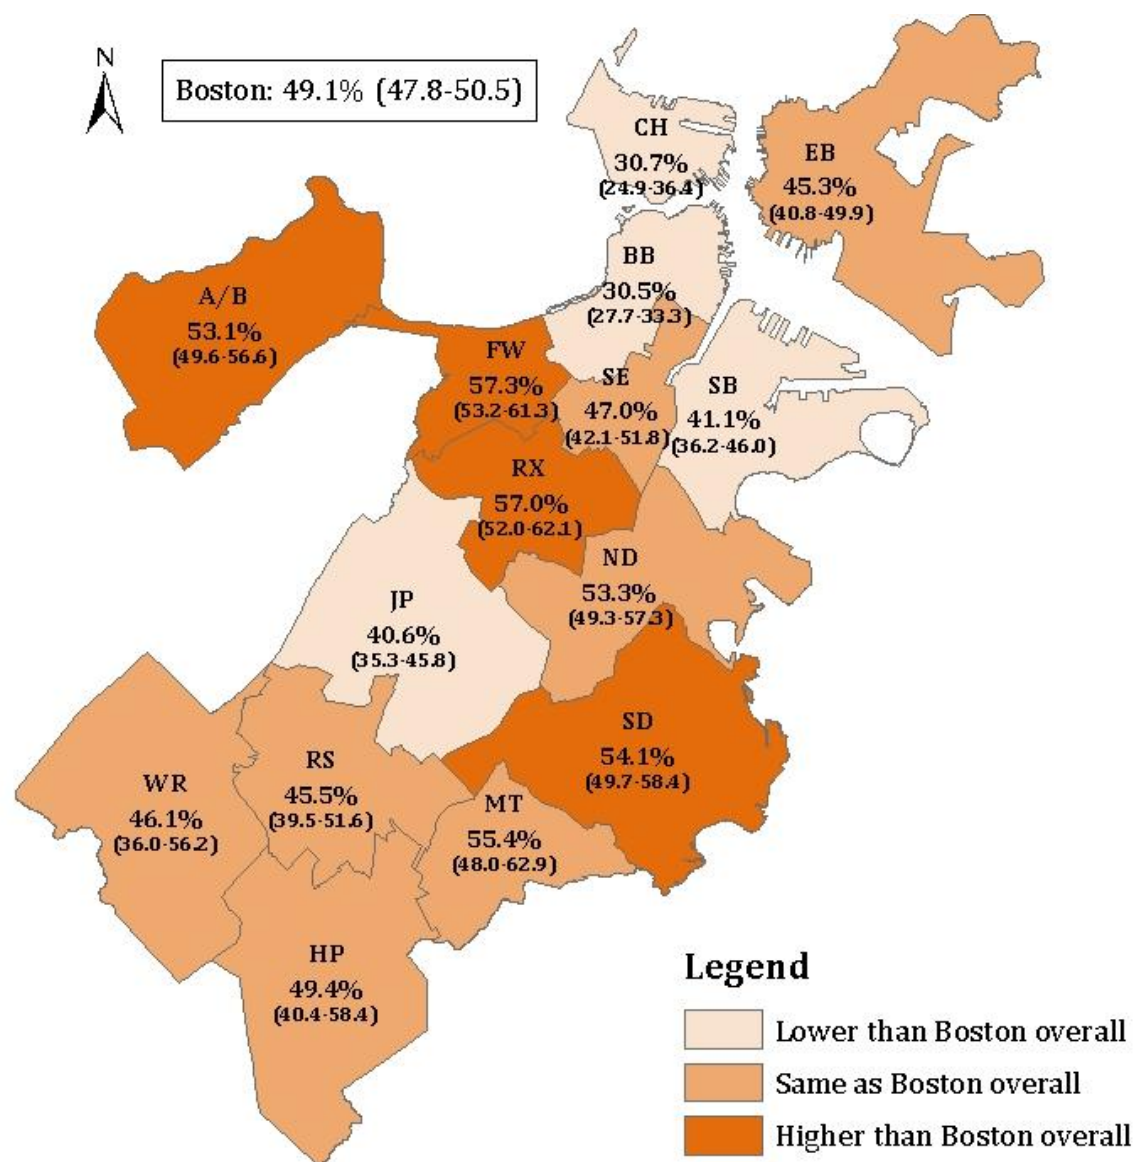 N
Boston: 49.1% (47.8-50.5)
CH
30.7%
(24.9-36.4)
EB
45.3%
(40.8-49.9)
BB
30.5%
(27.7-33.3)
A/B
53.1%
(49.6-56.6)
FW
57.3%
(53.2-61.3)
SE
47.0%
(42.1-51.8)
SB
41.1%
(36.2-46.0)
RX
57.0%
(52.0-62.1)
ND
53.3%
(49.3-57.3)
JP
40.6%
(35.3-45.8)
SD
54.1%
(49.7-58.4)
RS
45.5%
(39.5-51.6)
WR
46.1%
(36.0-56.2)
MT
55.4%
(48.0-62.9)
HP
49.4%
(40.4-58.4)
Legend
Lower than Boston overall
Same as Boston overall
Higher than Boston overall